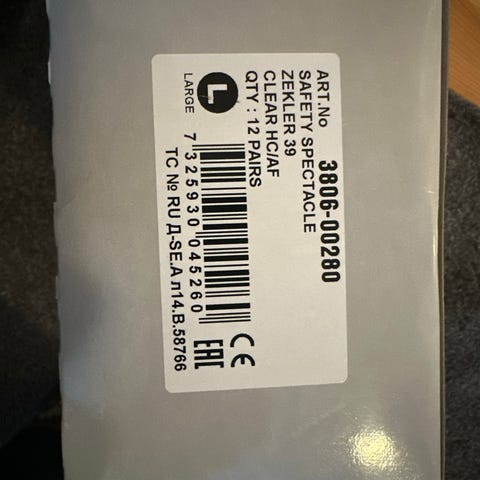 ART.No 3806-00280
SAFETY SPECTACLE
ZEKLER 39
CLEAR HC/AF
QTY : 12 PAIRS
L
LARGE
7 325930 045260
TC № RU Д-SE.A л14.B.58766
CE
EAC